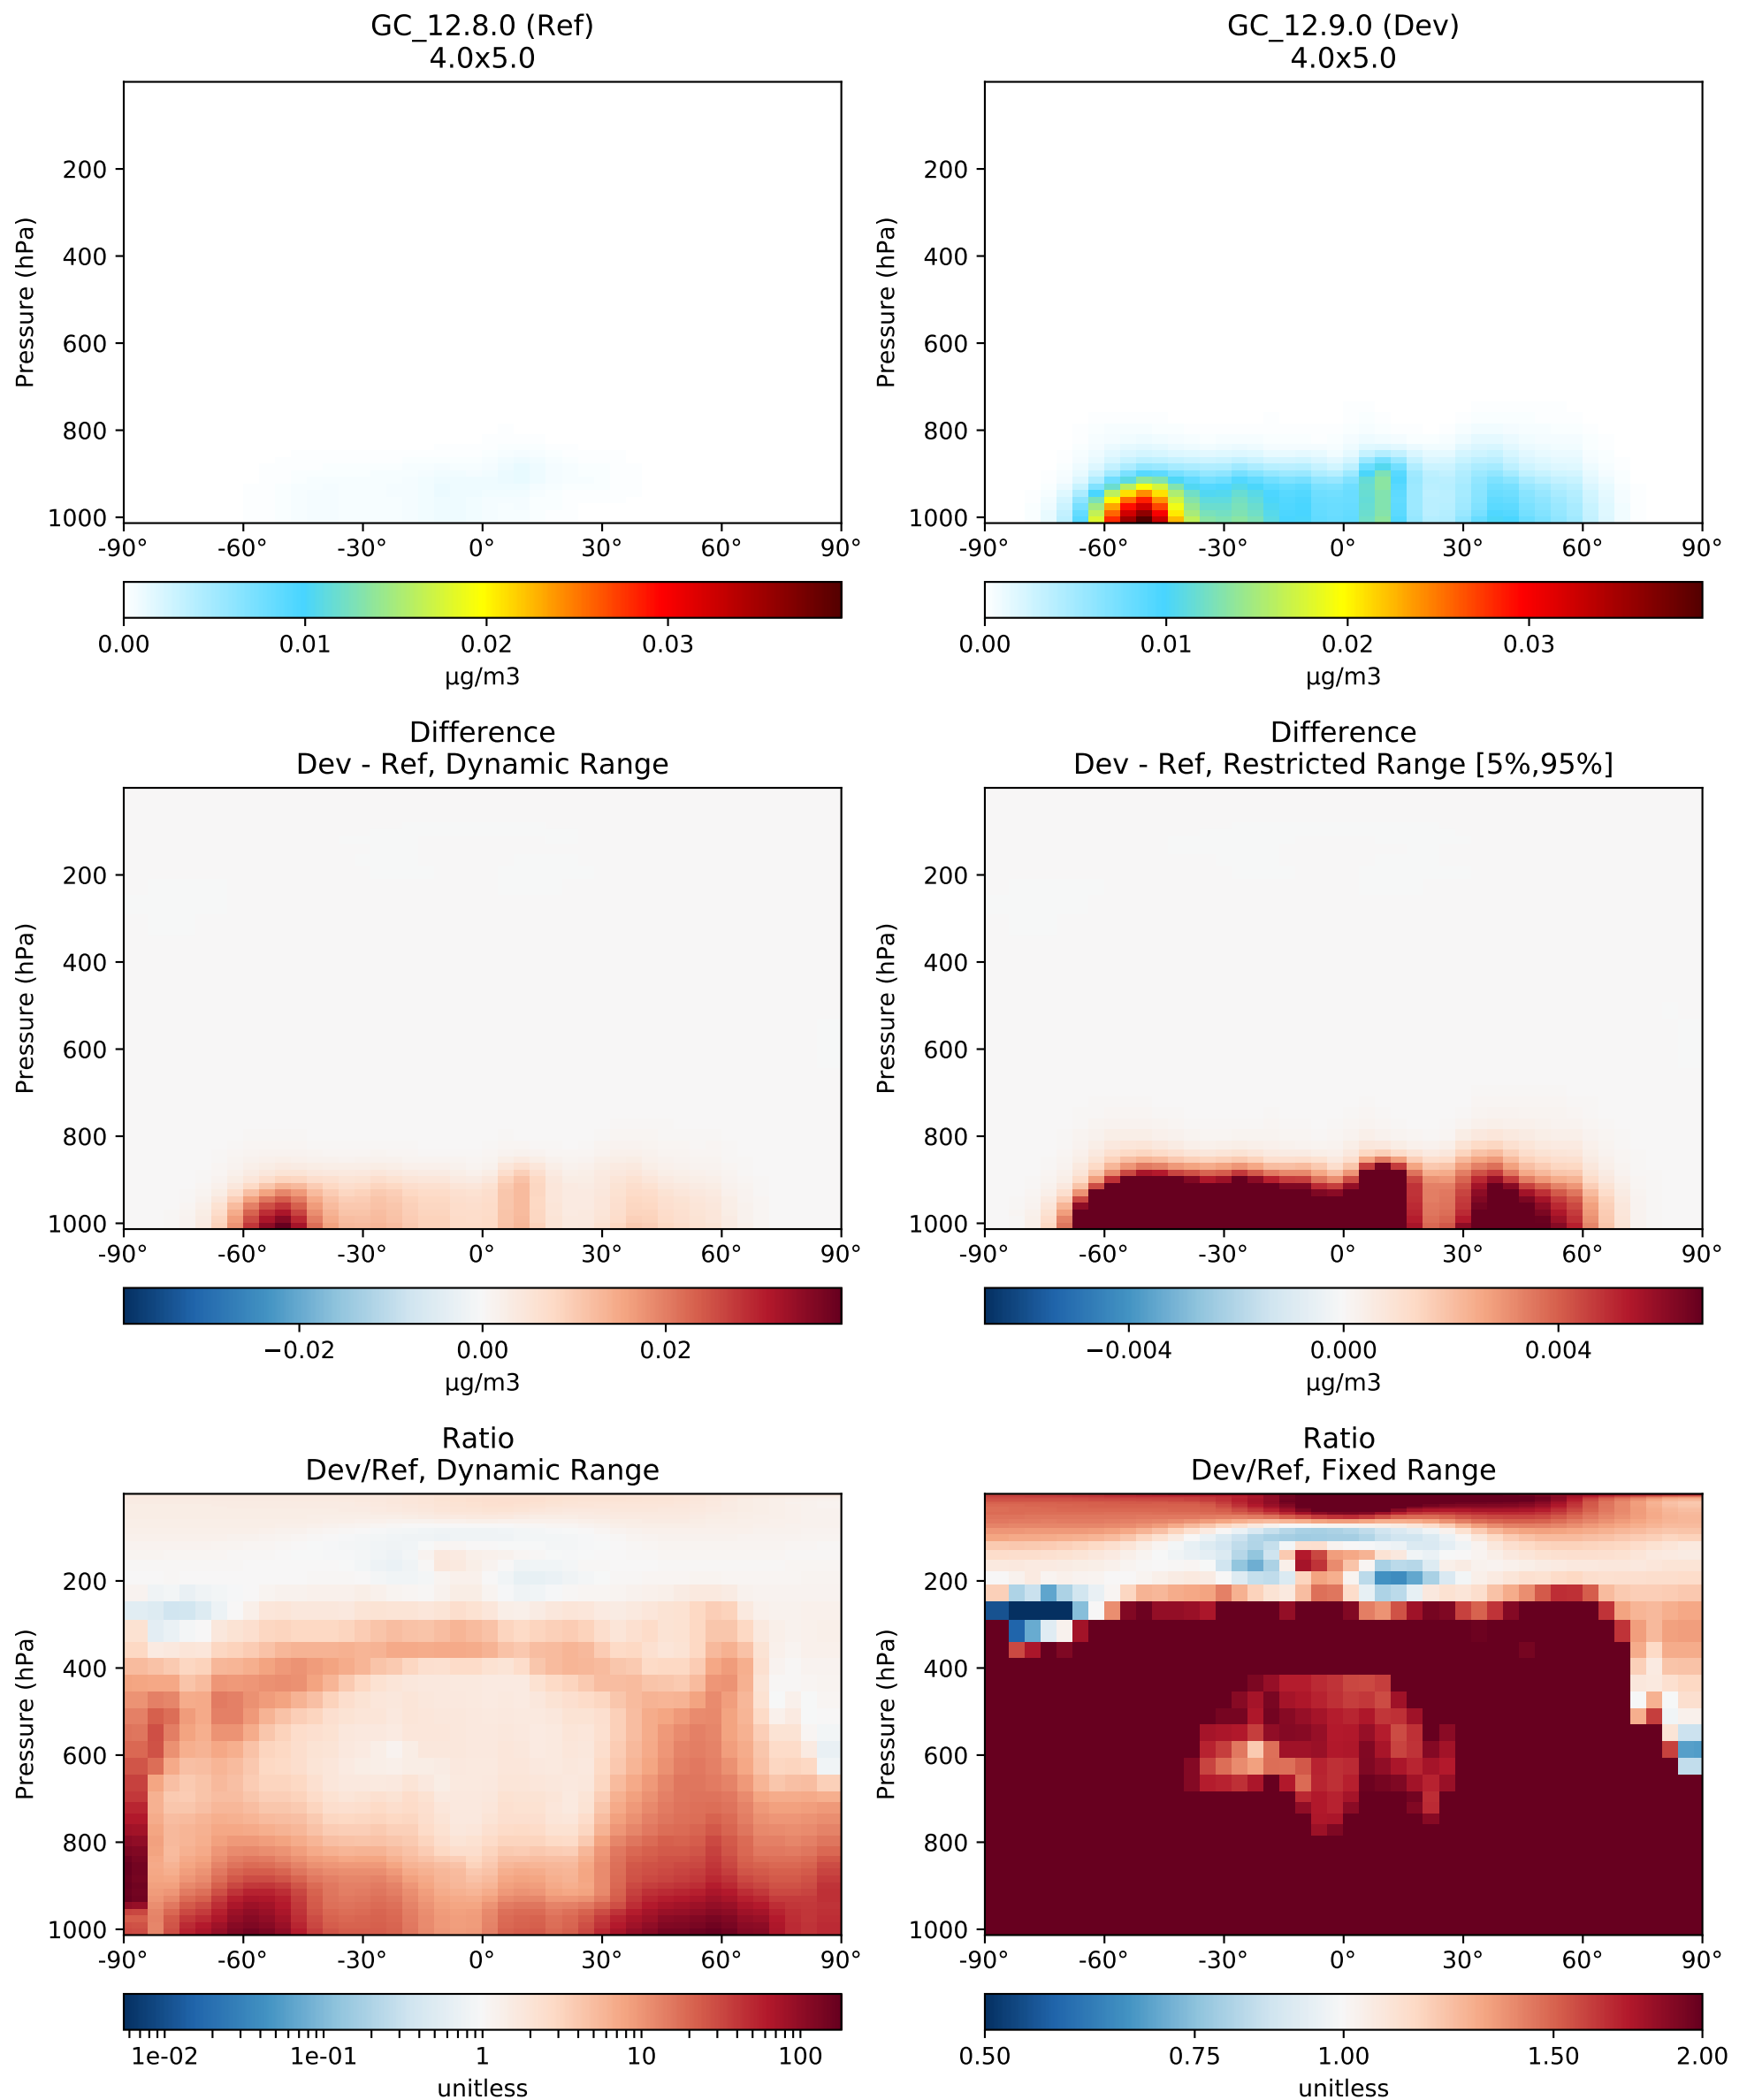 GC_12.8.0 (Ref)
4.0x5.0
Pressure (hPa)
200
400
600
800
1000
-90° -60° -30° 0° 30° 60° 90°
0.00 0.01 0.02 0.03
µg/m3
GC_12.9.0 (Dev)
4.0x5.0
Pressure (hPa)
200
400
600
800
1000
-90° -60° -30° 0° 30° 60° 90°
0.00 0.01 0.02 0.03
µg/m3
Difference
Dev - Ref, Dynamic Range
Pressure (hPa)
200
400
600
800
1000
-90° -60° -30° 0° 30° 60° 90°
−0.02 0.00 0.02
µg/m3
Difference
Dev - Ref, Restricted Range [5%,95%]
Pressure (hPa)
200
400
600
800
1000
-90° -60° -30° 0° 30° 60° 90°
−0.004 0.000 0.004
µg/m3
Ratio
Dev/Ref, Dynamic Range
Pressure (hPa)
200
400
600
800
1000
-90° -60° -30° 0° 30° 60° 90°
1e-02 1e-01 1 10 100
unitless
Ratio
Dev/Ref, Fixed Range
Pressure (hPa)
200
400
600
800
1000
-90° -60° -30° 0° 30° 60° 90°
0.50 0.75 1.00 1.50 2.00
unitless